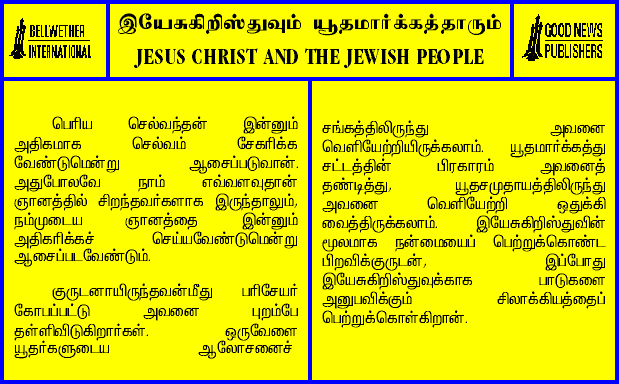 BELLWETHER
INTERNATIONAL
இயேசுகிறிஸ்துவும் யூதமார்க்கத்தாரும்
JESUS CHRIST AND THE JEWISH PEOPLE
GOOD NEWS
PUBLISHERS
பெரிய செல்வந்தன் இன்னும்
அதிகமாக செல்வம் சேகரிக்க
வேண்டுமென்று ஆசைப்படுவான்.
அதுபோலவே நாம் எவ்வளவுதான்
ஞானத்தில் சிறந்தவர்களாக இருந்தாலும்,
நம்முடைய ஞானத்தை இன்னும்
அதிகரிக்கச் செய்யவேண்டுமென்று
ஆசைப்படவேண்டும்.
குருடனாயிருந்தவன்மீது பரிசேயர்
கோபப்பட்டு அவனை புறம்பே
தள்ளிவிடுகிறார்கள். ஒருவேளை
யூதர்களுடைய ஆலோசனைச்
சங்கத்திலிருந்து அவனை
வெளியேற்றியிருக்கலாம். யூதமார்க்கத்து
சட்டத்தின் பிரகாரம் அவனைத்
தண்டித்து, யூதசமுதாயத்திலிருந்து
அவனை வெளியேற்றி ஒதுக்கி
வைத்திருக்கலாம். இயேசுகிறிஸ்துவின்
மூலமாக நன்மையைப் பெற்றுக்கொண்ட
பிறவிக்குருடன், இப்போது
இயேசுகிறிஸ்துவுக்காக பாடுகளை
அனுபவிக்கும் சிலாக்கியத்தைப்
பெற்றுக்கொள்கிறான்.